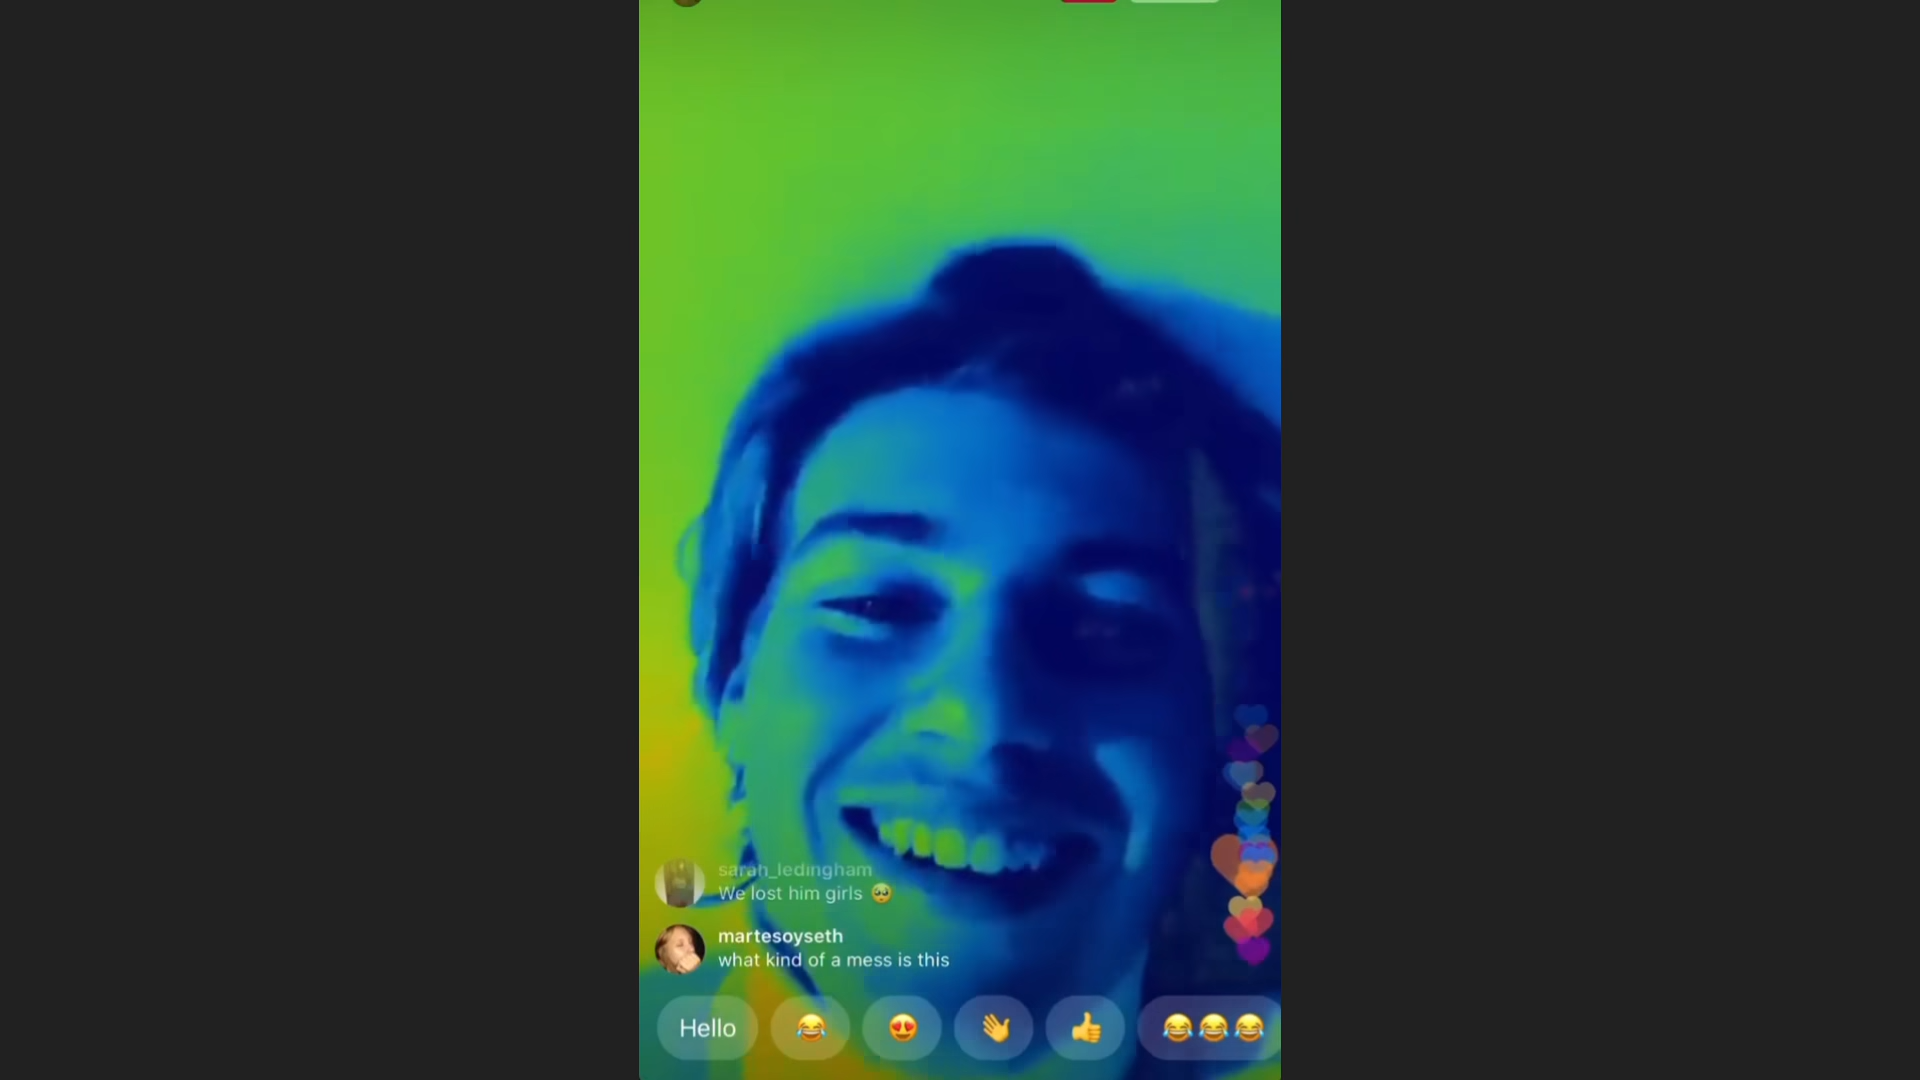 sarah_ledingham
We lost him girls 🥺
martesoyseth
what kind of a mess is this
Hello 😂 😍 👋 👍 😂😂😂